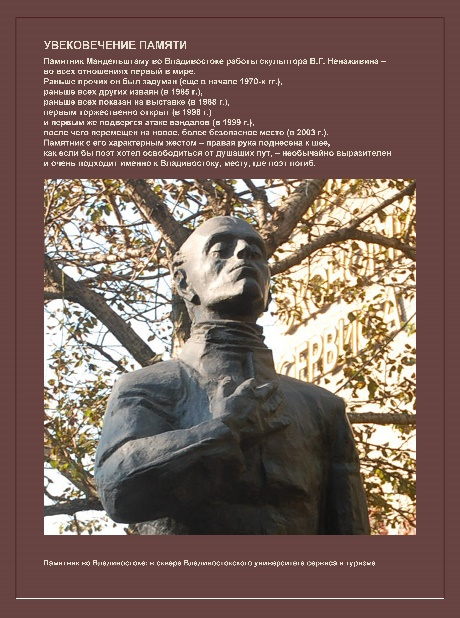 УВЕКОВЕЧЕНИЕ ПАМЯТИ
Памятник Мандельштаму во Владивостоке работы скульптора В.Г. Ненаживина –
во всех отношениях первый в мире.
Раньше прочих он был задуман (еще в начале 1970-х гг.),
раньше всех других изваян (в 1985 г.),
раньше всех показан на выставке (в 1988 г.),
первым торжественно открыт (в 1998 г.)
и первым же подвергся атаке вандалов (в 1999 г.),
после чего перемещен на новое, более безопасное место (в 2003 г.).
Памятник с его характерным жестом – правая рука поднесена к шее,
как если бы поэт хотел освободиться от душащих пут, – необычайно выразителен
и очень подходит именно к Владивостоку, месту, где поэт погиб.
СЕРВИ
Памятник во Владивостоке: в сквере Владивостокского университета сервиса и туризма